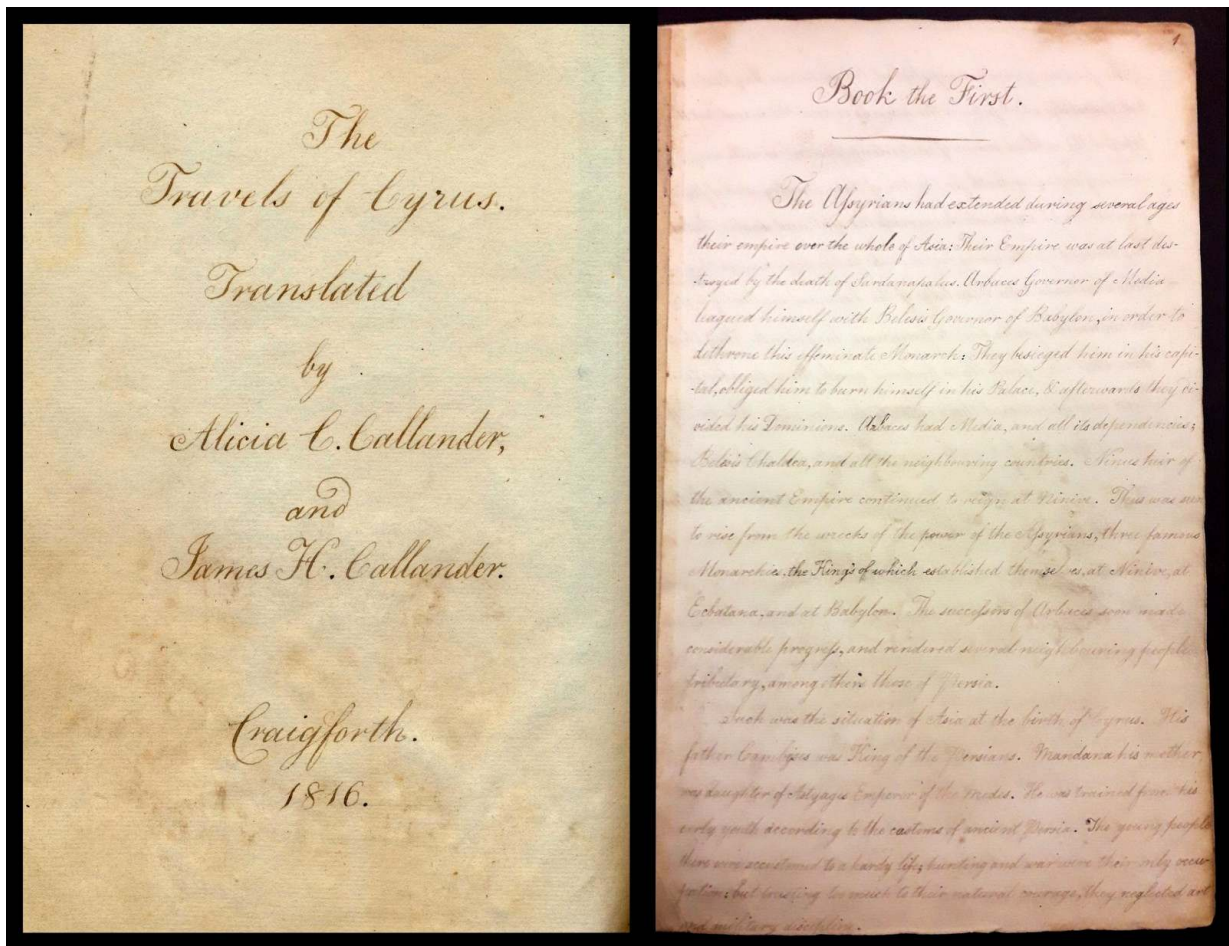 The
Travels of Cyrus.
Translated
by
Alicia C. Callander,
and
James H. Callander.
Craigforth.
1816.
1
Book the First.
The Assyrians had extended during several ages
their empire over the whole of Asia: Their Empire was at last des-
troyed by the death of Sardanapalus. Arbaces Governor of Media
leagued himself with Belesis Governor of Babylon, in order to
dethrone this effeminate Monarch: They besieged him in his capi-
tal, obliged him to burn himself in his Palace, & afterwards they di-
vided his Dominions. Arbaces had Media, and all its dependencies;
Belesis Chaldea, and all the neighbouring countries. Ninus heir of
the ancient Empire continued to reign at Ninive. Thus was seen
to rise from the wrecks of the power of the Assyrians, three famous
Monarchies, the Kings of which established themselves, at Ninive, at
Ecbatana, and at Babylon. The successors of Arbaces soon made
considerable progress, and rendered several neighbouring people
tributary, among others those of Persia.
Such was the situation of Asia at the birth of Cyrus. His
father Cambyses was King of the Persians. Mandana his mother
was daughter of Astyages Emperor of the Medes. He was trained from his
early youth according to the customs of ancient Persia. The young people
there were accustomed to a hardy life; hunting and war were their only occu-
pation: but trusting too much to their natural courage, they neglected art
and military discipline.